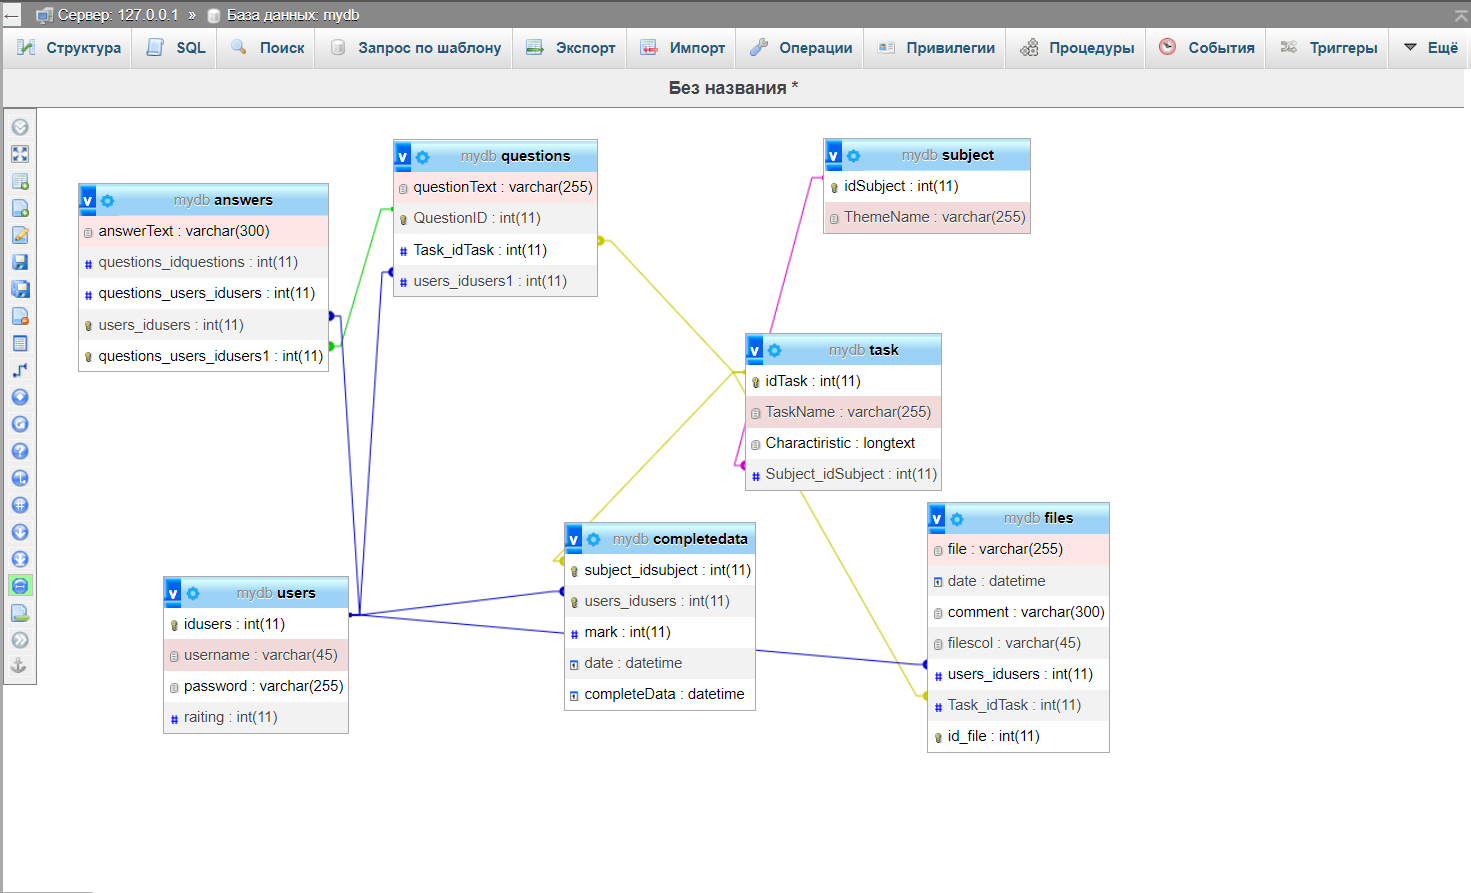 ← Сервер: 127.0.0.1 » База данных: mydb
Структура SQL Поиск Запрос по шаблону Экспорт Импорт Операции Привилегии Процедуры События Триггеры Ещё
Без названия *
v mydb answers
answerText : varchar(300)
# questions_idquestions : int(11)
# questions_users_idusers : int(11)
users_idusers : int(11)
questions_users_idusers1 : int(11)
v mydb questions
questionText : varchar(255)
QuestionID : int(11)
# Task_idTask : int(11)
# users_idusers1 : int(11)
v mydb subject
idSubject : int(11)
ThemeName : varchar(255)
v mydb task
idTask : int(11)
TaskName : varchar(255)
Charactiristic : longtext
# Subject_idSubject : int(11)
v mydb users
idusers : int(11)
username : varchar(45)
password : varchar(255)
# raiting : int(11)
v mydb completedata
subject_idsubject : int(11)
users_idusers : int(11)
# mark : int(11)
date : datetime
completeData : datetime
v mydb files
file : varchar(255)
date : datetime
comment : varchar(300)
filescol : varchar(45)
# users_idusers : int(11)
# Task_idTask : int(11)
id_file : int(11)